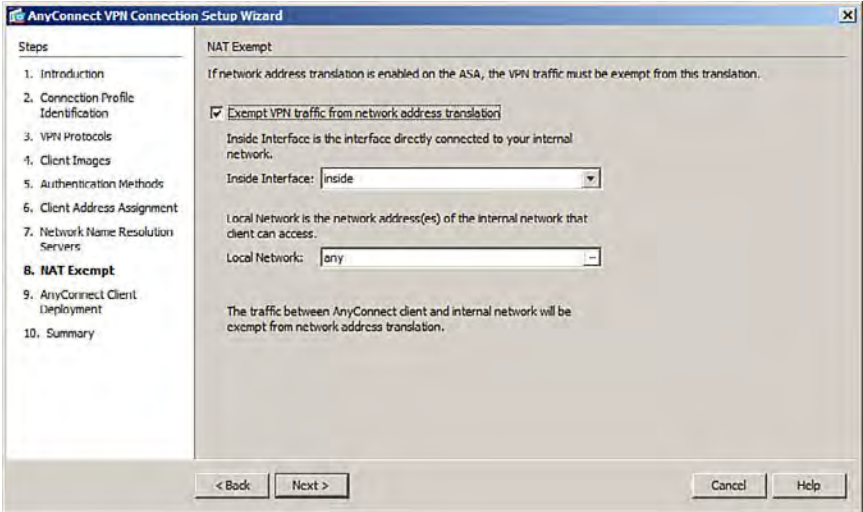 AnyConnect VPN Connection Setup Wizard
Steps
1. Introduction
2. Connection Profile
Identification
3. VPN Protocols
4. Client Images
5. Authentication Methods
6. Client Address Assignment
7. Network Name Resolution
Servers
8. NAT Exempt
9. AnyConnect Client
Deployment
10. Summary
NAT Exempt
If network address translation is enabled on the ASA, the VPN traffic must be exempt from this translation.
Exempt VPN traffic from network address translation
Inside Interface is the interface directly connected to your internal
network.
Inside Interface: inside
Local Network is the network address(es) of the internal network that
client can access.
Local Network: any
The traffic between AnyConnect client and internal network will be
exempt from network address translation.
< Back Next > Cancel Help